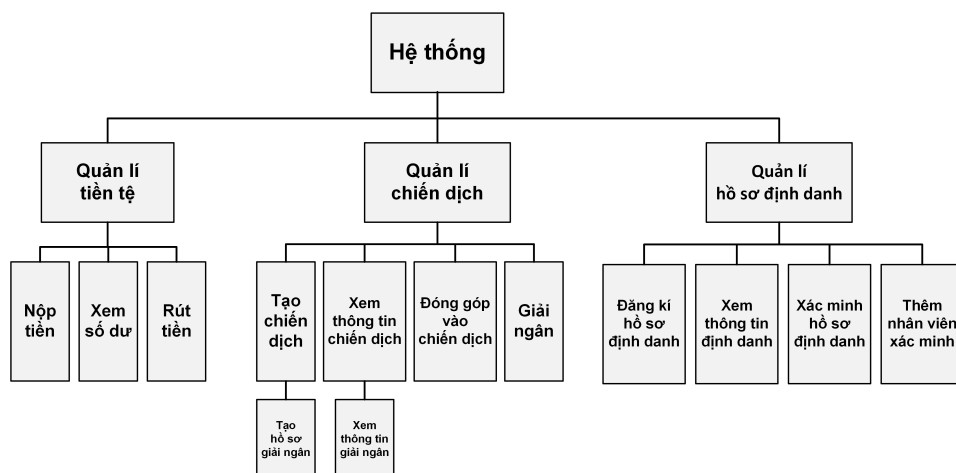 Hệ thống
Quản lí
tiền tệ
Quản lí
chiến dịch
Quản lí
hồ sơ định danh
Nộp
tiền
Xem
số dư
Rút
tiền
Tạo
chiến
dịch
Xem
thông tin
chiến dịch
Đóng góp
vào
chiến dịch
Giải
ngân
Đăng kí
hồ sơ
định danh
Xem
thông tin
định danh
Xác minh
hồ sơ
định danh
Thêm
nhân viên
xác minh
Tạo
hồ sơ
giải ngân
Xem
thông tin
giải ngân